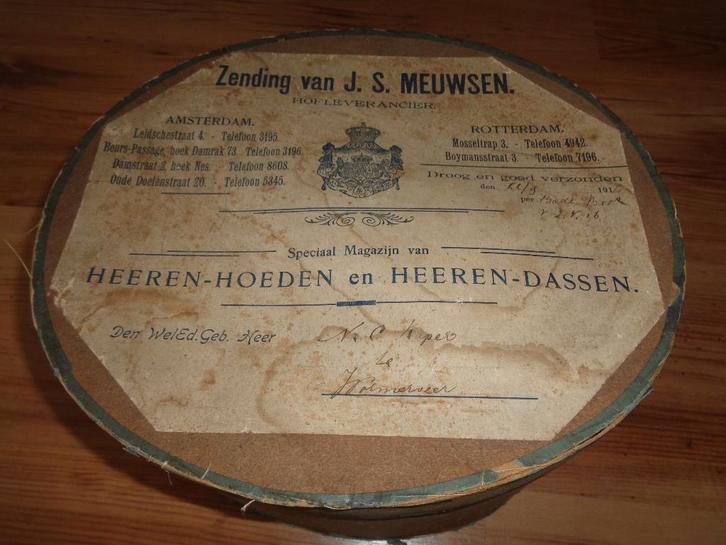 Zending van J. S. MEUWSEN.
HOFLEVERANCIER.
AMSTERDAM.
Leidschestraat 4. - Telefoon 3195.
Beurs-Passage, hoek Damrak 73. Telefoon 3196.
Damstraat 2, hoek Nes. - Telefoon 8608.
Oude Doelenstraat 20. - Telefoon 5345.
ROTTERDAM.
Mosseltrap 3. - Telefoon 4942.
Boymansstraat 3. Telefoon 7196.
Droog en goed verzonden
den 191
per
Speciaal Magazijn van
HEEREN-HOEDEN en HEEREN-DASSEN.
Den WelEd. Geb. Heer
te
Wormerveer